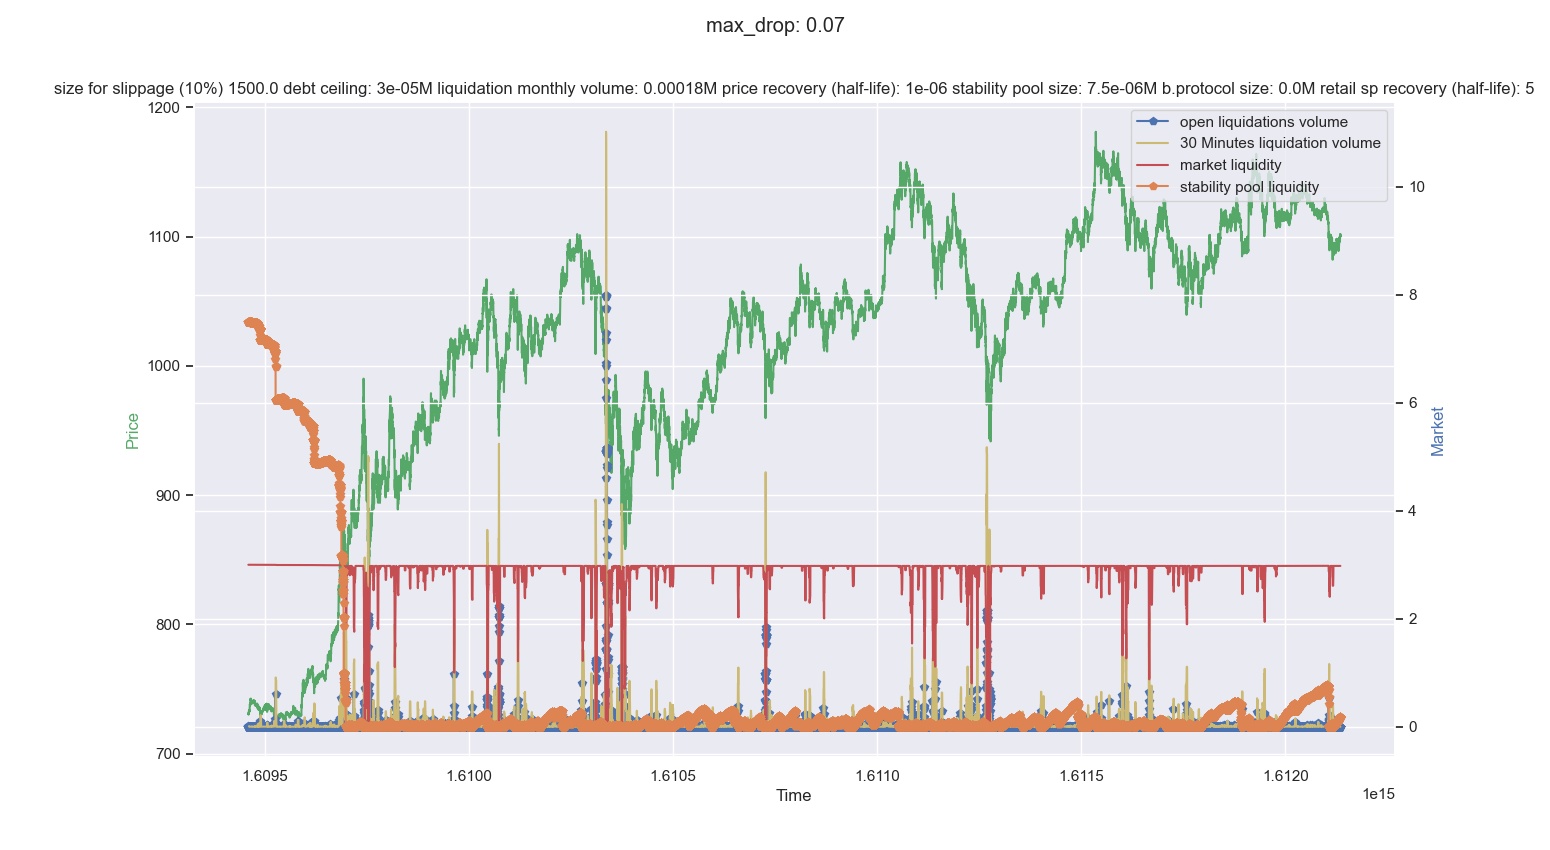 max_drop: 0.07
size for slippage (10%) 1500.0 debt ceiling: 3e-05M liquidation monthly volume: 0.00018M price recovery (half-life): 1e-06 stability pool size: 7.5e-06M b.protocol size: 0.0M retail sp recovery (half-life): 5
open liquidations volume
30 Minutes liquidation volume
market liquidity
stability pool liquidity
1200
1100
1000
900
800
700
Price
10
8
6
4
2
0
Market
1.6095 1.6100 1.6105 1.6110 1.6115 1.6120
Time
1e15